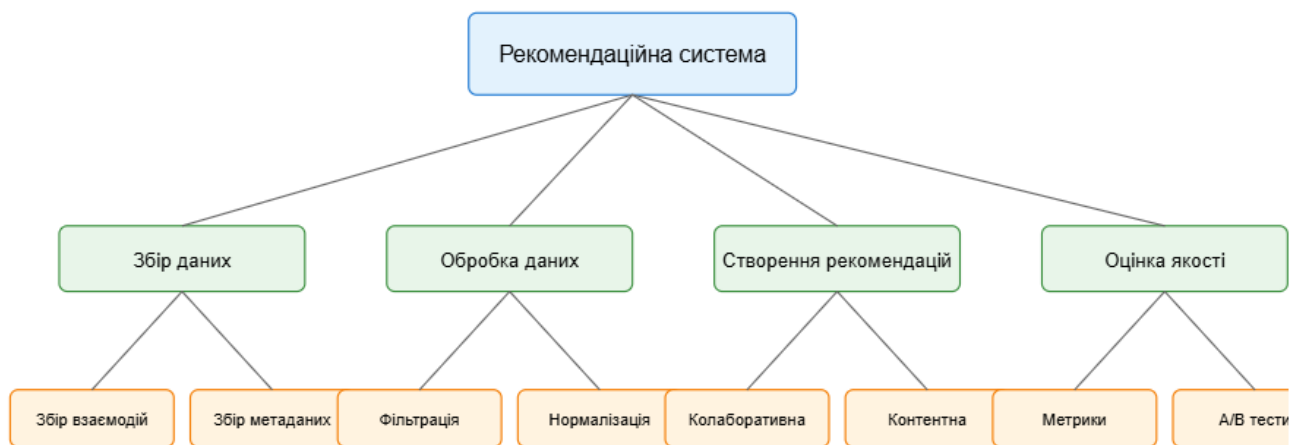 Рекомендаційна система
Збір даних
Обробка даних
Створення рекомендацій
Оцінка якості
Збір взаємодій
Збір метаданих
Фільтрація
Нормалізація
Колаборативна
Контентна
Метрики
A/B тести